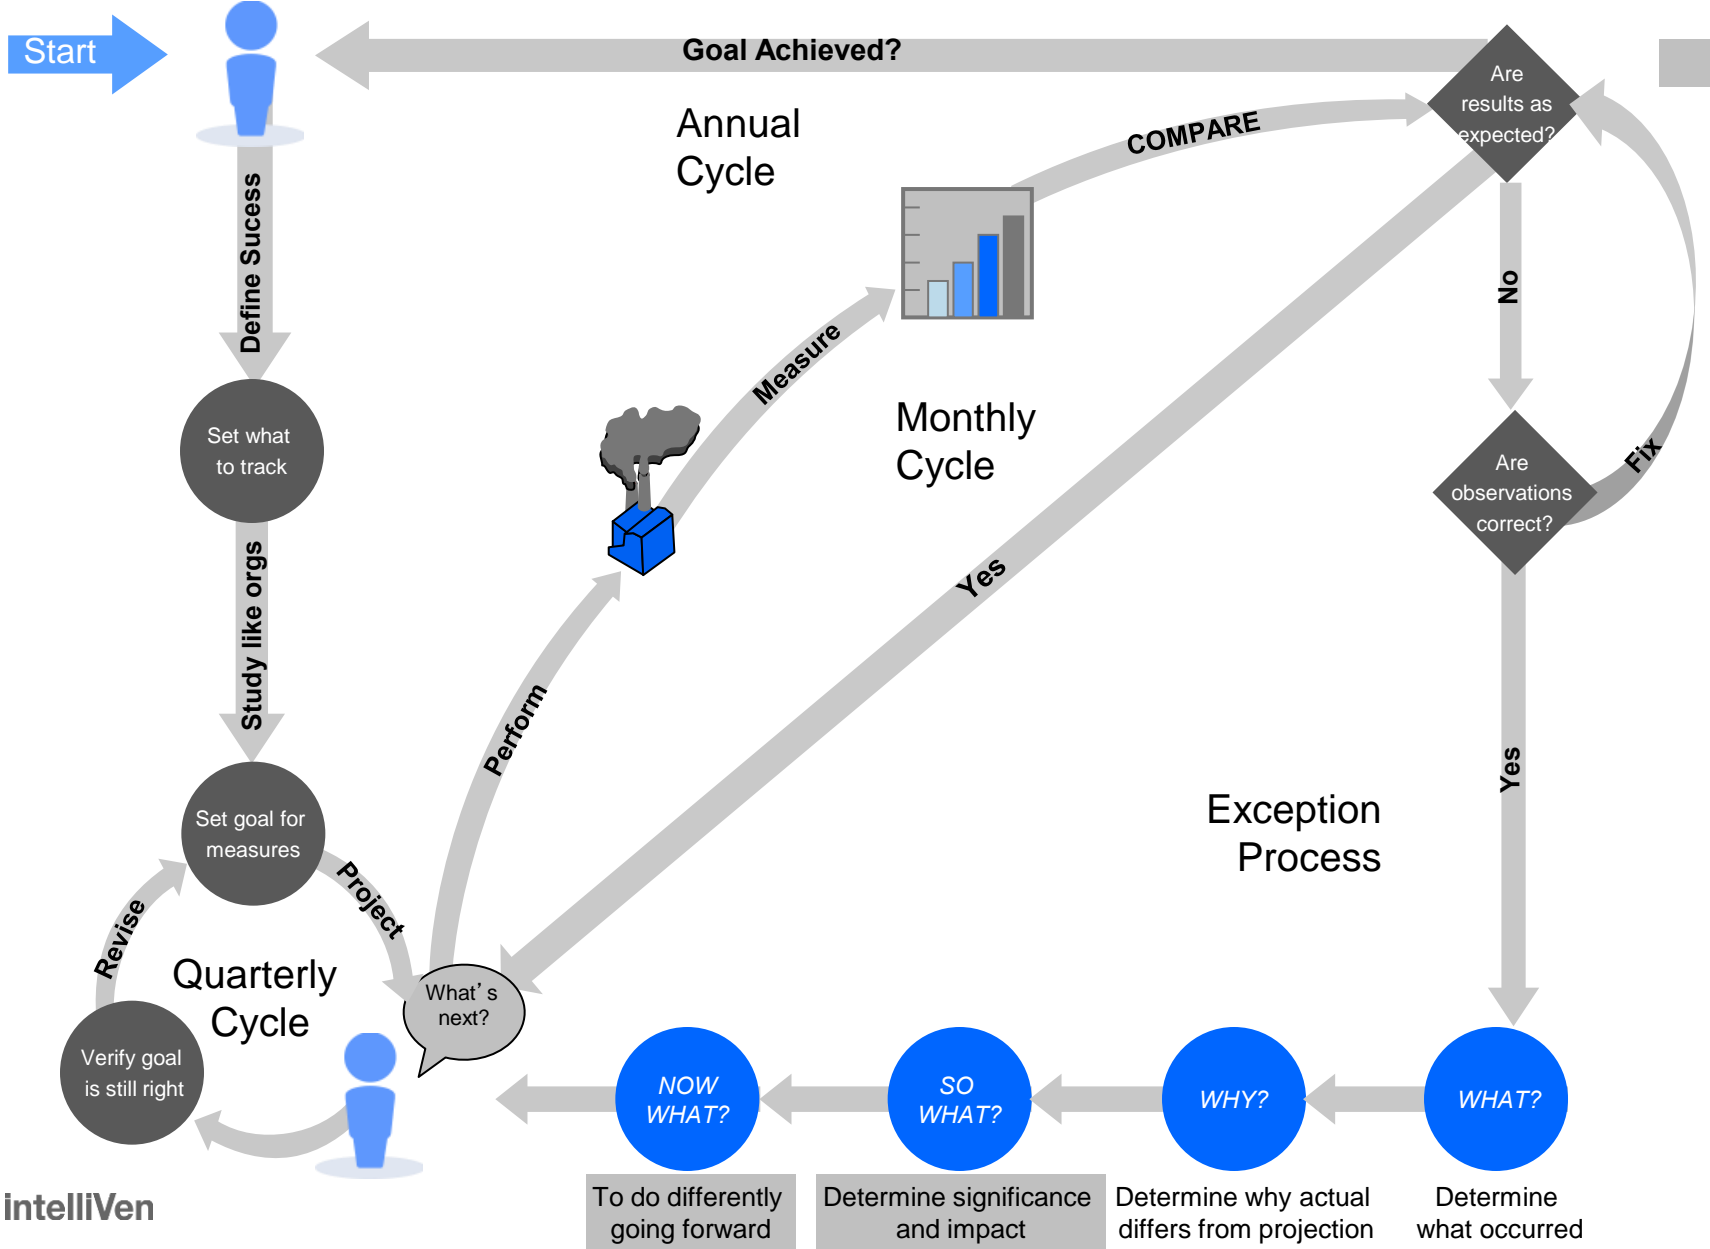 Start
Goal Achieved?
Are
results as
expected?
Annual
Cycle
COMPARE
Define Sucess
No
Measure
Set what
to track
Monthly
Cycle
Fix
Are
observations
correct?
Yes
Study like orgs
Perform
Yes
Set goal for
measures
Exception
Process
Project
Revise
Quarterly
Cycle
What's
next?
Verify goal
is still right
NOW
WHAT?
SO
WHAT?
WHY?
WHAT?
To do differently
going forward
Determine significance
and impact
Determine why actual
differs from projection
Determine
what occurred
intelliVen